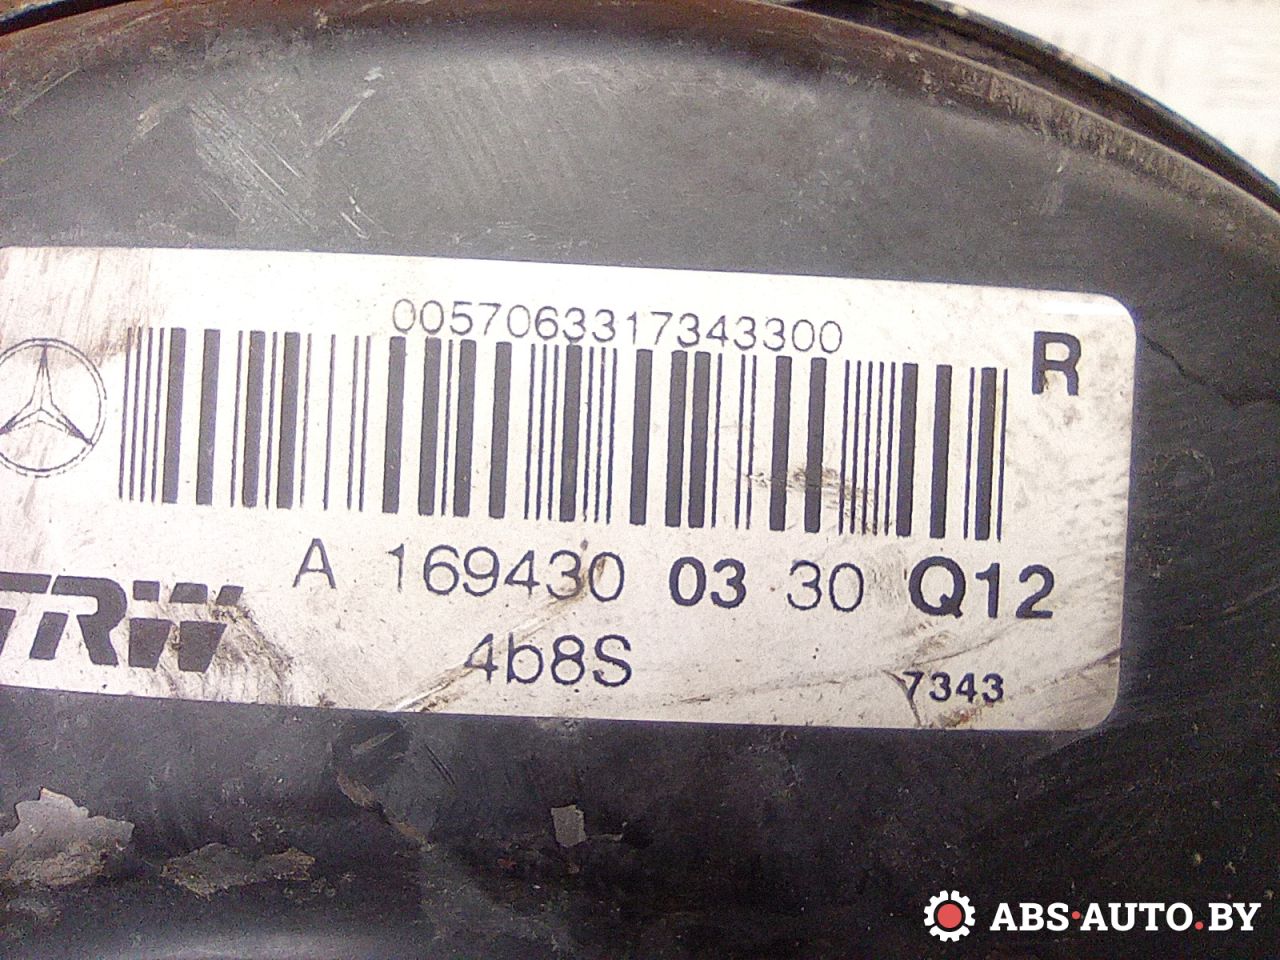 0057063317343300
R
A 169430 03 30 Q12
TRW
4b8S
7343
ABS-AUTO.BY